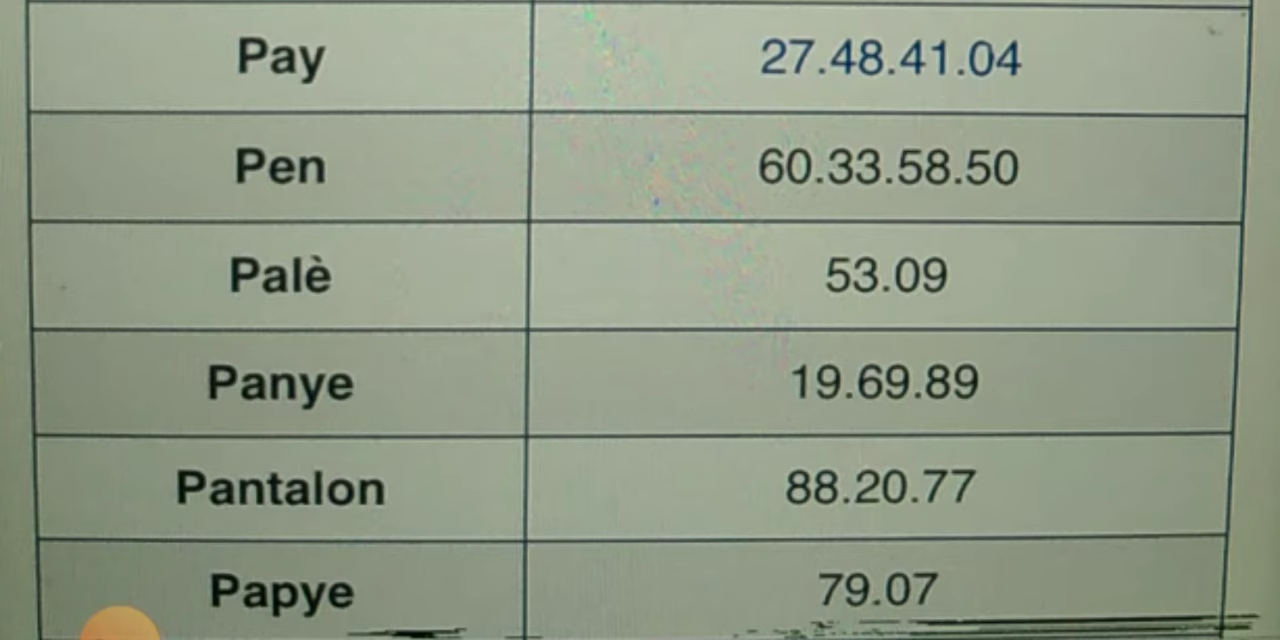 Pay 27.48.41.04
Pen 60.33.58.50
Palè 53.09
Panye 19.69.89
Pantalon 88.20.77
Papye 79.07